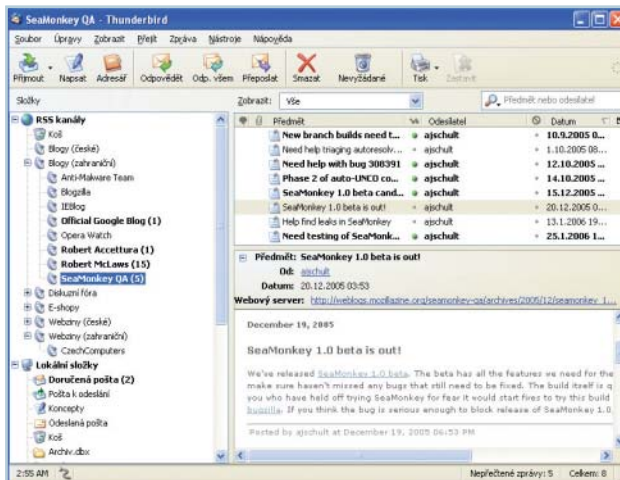 SeaMonkey QA - Thunderbird
Soubor Úpravy Zobrazit Přejít Zpráva Nástroje Nápověda
Přijmout Napsat Adresář Odpovědět Odp. všem Přeposlat Smazat Nevyžádané Tisk Zastavit
Složky
Zobrazit: Vše
Předmět nebo odesilatel
RSS kanály
Koš
Blogy (české)
Blogy (zahraniční)
Anti-Malware Team
Blogzilla
IEBlog
Official Google Blog (1)
Opera Watch
Robert Accettura (1)
Robert McLaws (15)
SeaMonkey QA (5)
Diskuzní fóra
E-shopy
Webziny (české)
Webziny (zahraniční)
CzechComputers
Lokální složky
Doručená pošta (2)
Pošta k odeslání
Koncepty
Odeslaná pošta
Koš
Archiv.dbx
Předmět Odesilatel Datum
New branch builds need t... ajschult 10.9.2005 0...
Need help triaging autoresolv... ajschult 1.10.2005 08...
Need help with bug 308391 ajschult 12.10.2005 ...
Phase 2 of auto-UNCO co... ajschult 14.10.2005 ...
SeaMonkey 1.0 beta cand... ajschult 15.12.2005 ...
SeaMonkey 1.0 beta is out! ajschult 20.12.2005 0...
Help find leaks in SeaMonkey ajschult 13.1.2006 19...
Need testing of SeaMonk... ajschult 25.1.2006 1...
Předmět: SeaMonkey 1.0 beta is out!
Od: ajschult
Datum: 20.12.2005 03:53
Webový server: http://weblogs.mozillazine.org/seamonkey-qa/archives/2005/12/seamonkey_1...
December 19, 2005
SeaMonkey 1.0 beta is out!
We've released SeaMonkey 1.0 beta. The beta has all the features we need for the
make sure haven't missed any bugs that still need to be fixed. The build itself is q
you who have held off trying SeaMonkey for fear it would start fires to try this build
bugzilla. If you think the bug is serious enough to block release of SeaMonkey 1.0,
Posted by ajschult at December 19, 2005 06:53 PM
2:55 AM
Nepřečtené zprávy: 5 Celkem: 8